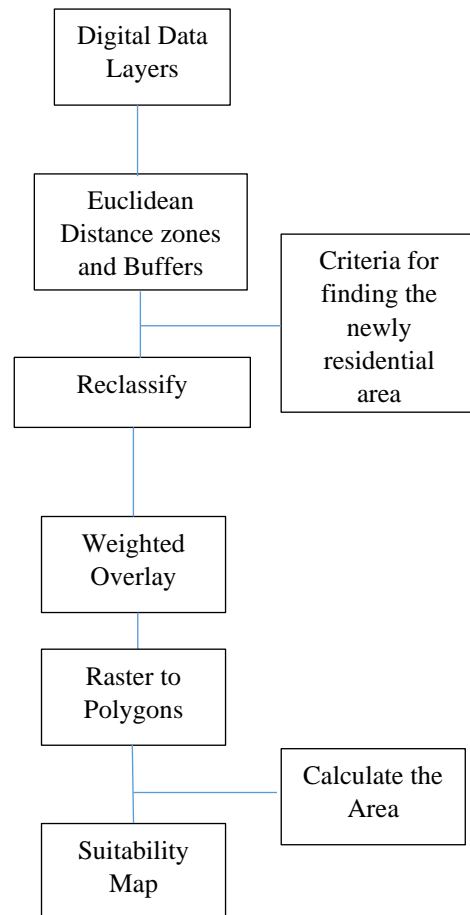 Digital Data
Layers
Euclidean
Distance zones
and Buffers
Criteria for
finding the
newly
residential
area
Reclassify
Weighted
Overlay
Raster to
Polygons
Calculate the
Area
Suitability
Map